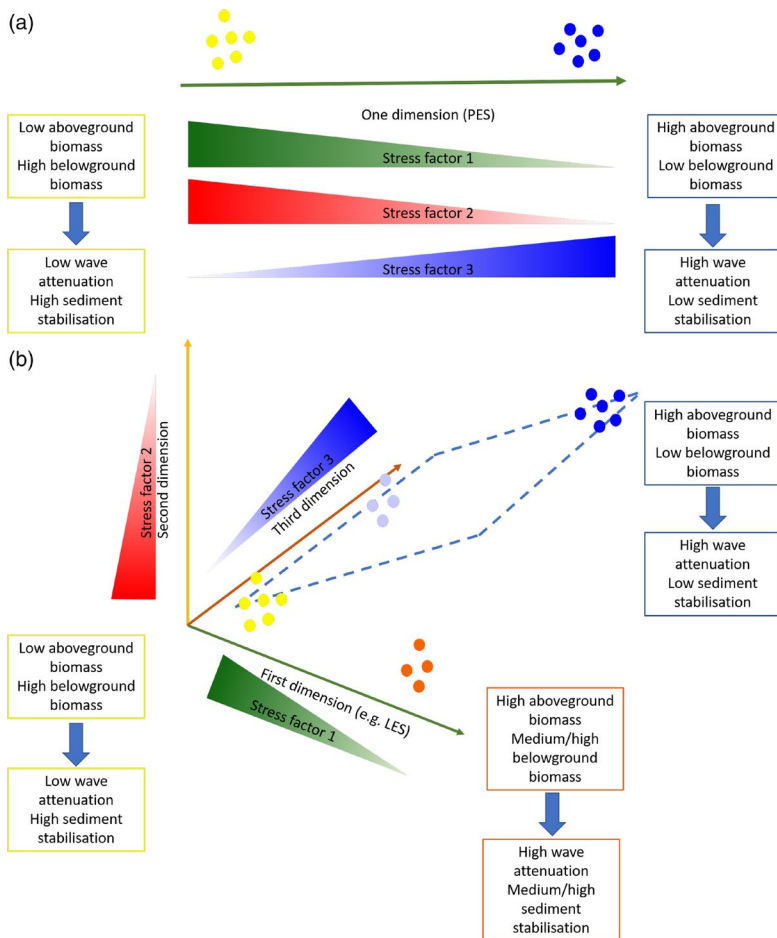 (a)
One dimension (PES)
Low aboveground
biomass
High belowground
biomass
Low wave
attenuation
High sediment
stabilisation
Stress factor 1
Stress factor 2
Stress factor 3
High aboveground
biomass
Low belowground
biomass
High wave
attenuation
Low sediment
stabilisation
(b)
Stress factor 2
Second dimension
Stress factor 3
Third dimension
High aboveground
biomass
Low belowground
biomass
High wave
attenuation
Low sediment
stabilisation
Low aboveground
biomass
High belowground
biomass
Low wave
attenuation
High sediment
stabilisation
First dimension (e.g. LES)
Stress factor 1
High aboveground
biomass
Medium/high
belowground
biomass
High wave
attenuation
Medium/high
sediment
stabilisation